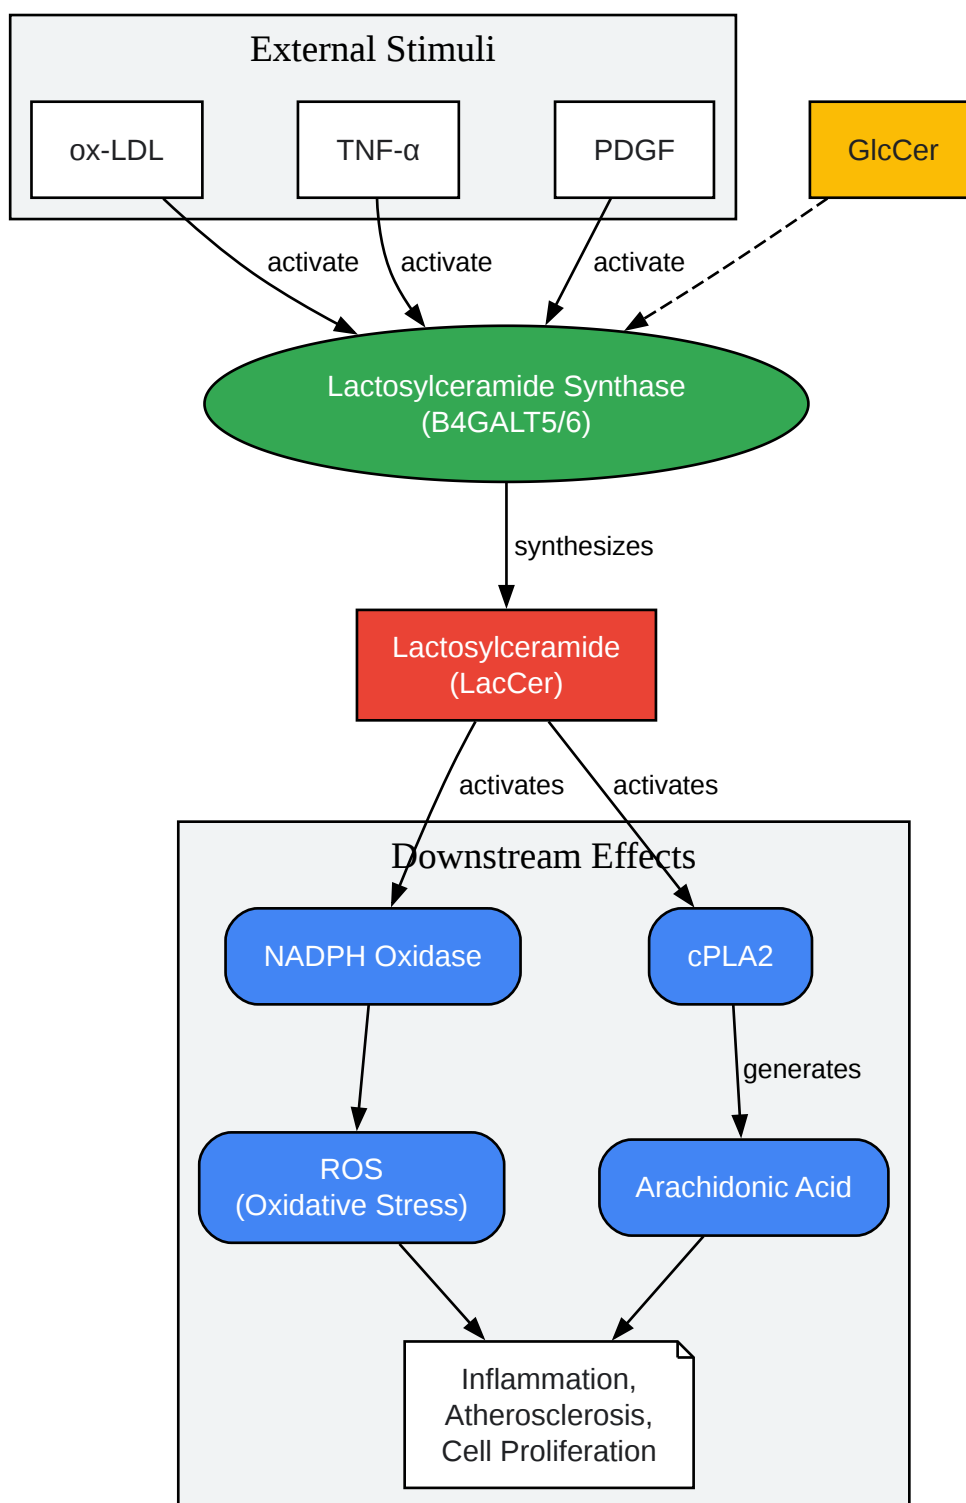 External Stimuli
ox-LDL
TNF-α
PDGF
GlcCer
activate
activate
activate
Lactosylceramide Synthase
(B4GALT5/6)
synthesizes
Lactosylceramide
(LacCer)
activates
activates
Downstream Effects
NADPH Oxidase
cPLA2
generates
ROS
(Oxidative Stress)
Arachidonic Acid
Inflammation,
Atherosclerosis,
Cell Proliferation